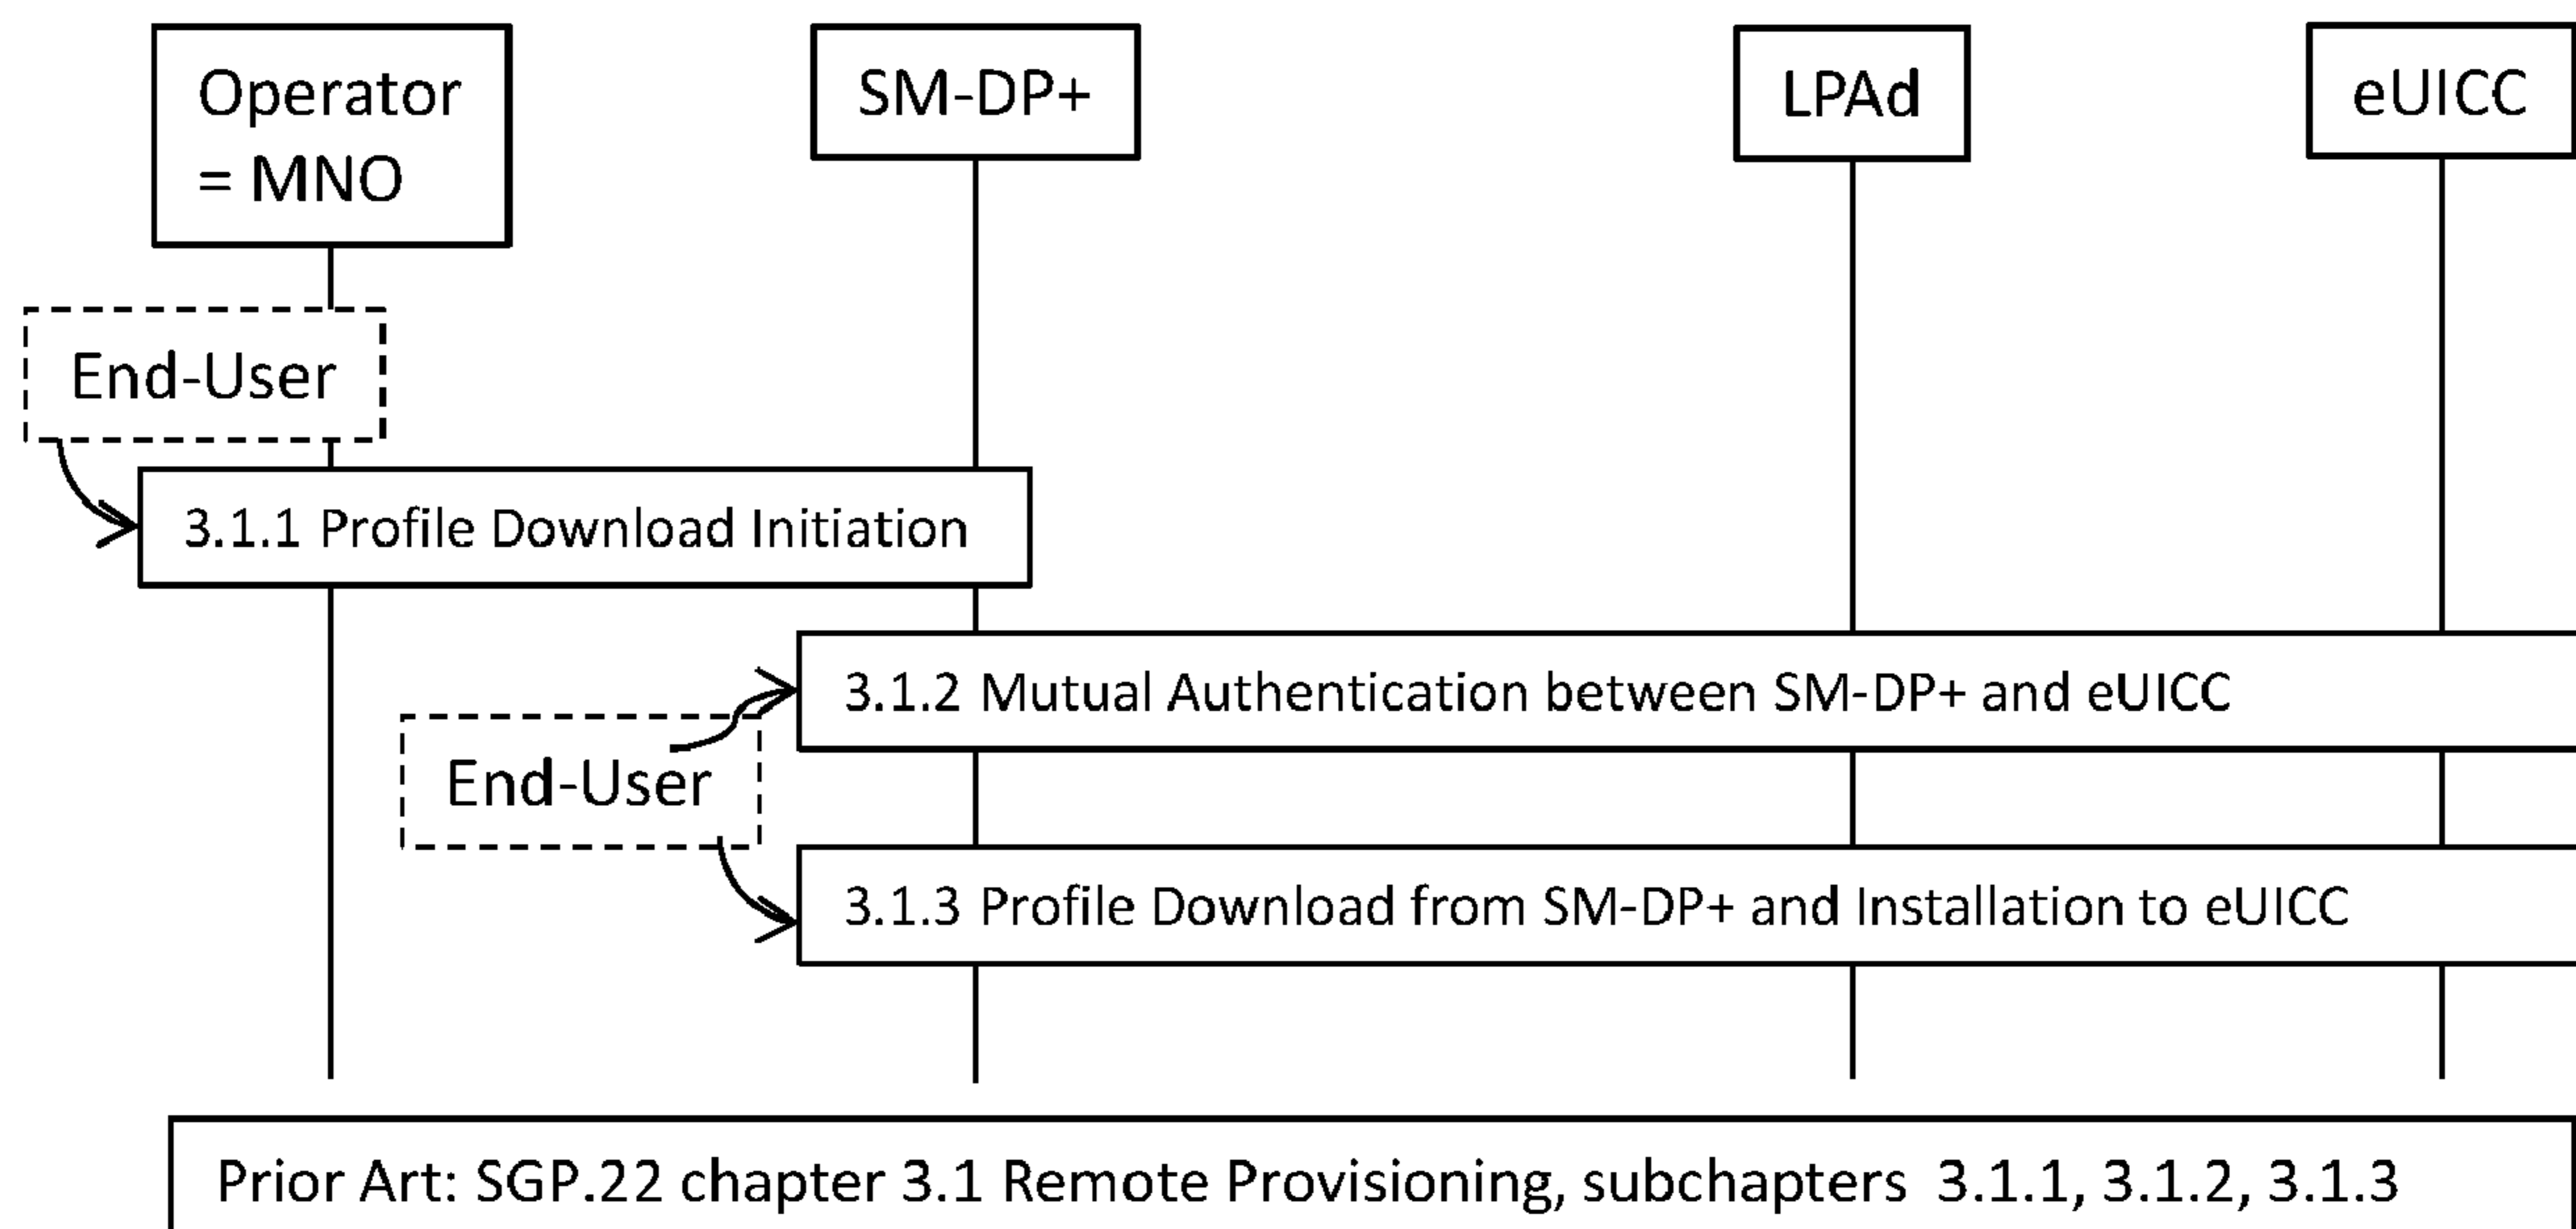 Operator
= MNO
SM-DP+
LPAd
eUICC
End-User
3.1.1 Profile Download Initiation
3.1.2 Mutual Authentication between SM-DP+ and eUICC
End-User
3.1.3 Profile Download from SM-DP+ and Installation to eUICC
Prior Art: SGP.22 chapter 3.1 Remote Provisioning, subchapters 3.1.1, 3.1.2, 3.1.3